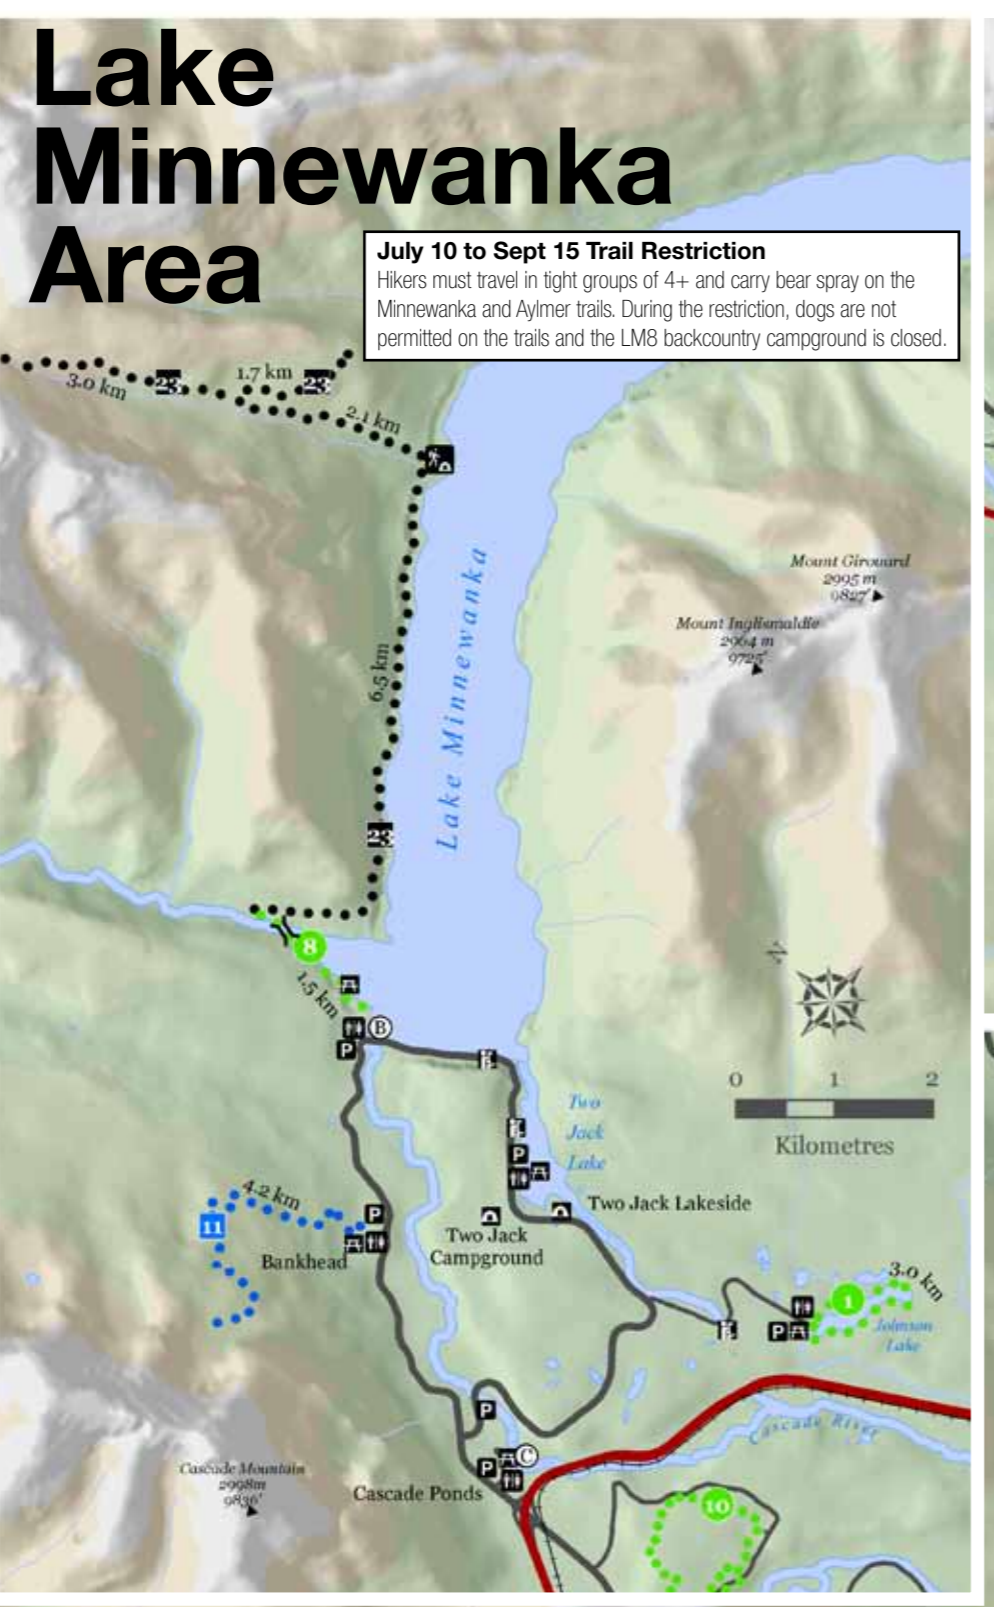 Lake
Minnewanka
Area
July 10 to Sept 15 Trail Restriction
Hikers must travel in tight groups of 4+ and carry bear spray on the
Minnewanka and Aylmer trails. During the restriction, dogs are not
permitted on the trails and the LM8 backcountry campground is closed.
3.0 km
23
1.7 km
23
2.1 km
Mount Girouard
2995 m
9827'
Mount Inglismaldie
2964 m
9725'
6.5 km
Lake Minnewanka
23
8
1.5 km
B
P
N
0 1 2
Kilometres
Two
Jack
Lake
P
Two Jack Lakeside
4.2 km
11
P
Bankhead
Two Jack
Campground
3.0 km
1
P
Johnson
Lake
P
Cascade River
C
P
Cascade Ponds
Cascade Mountain
2998m
9836'
10